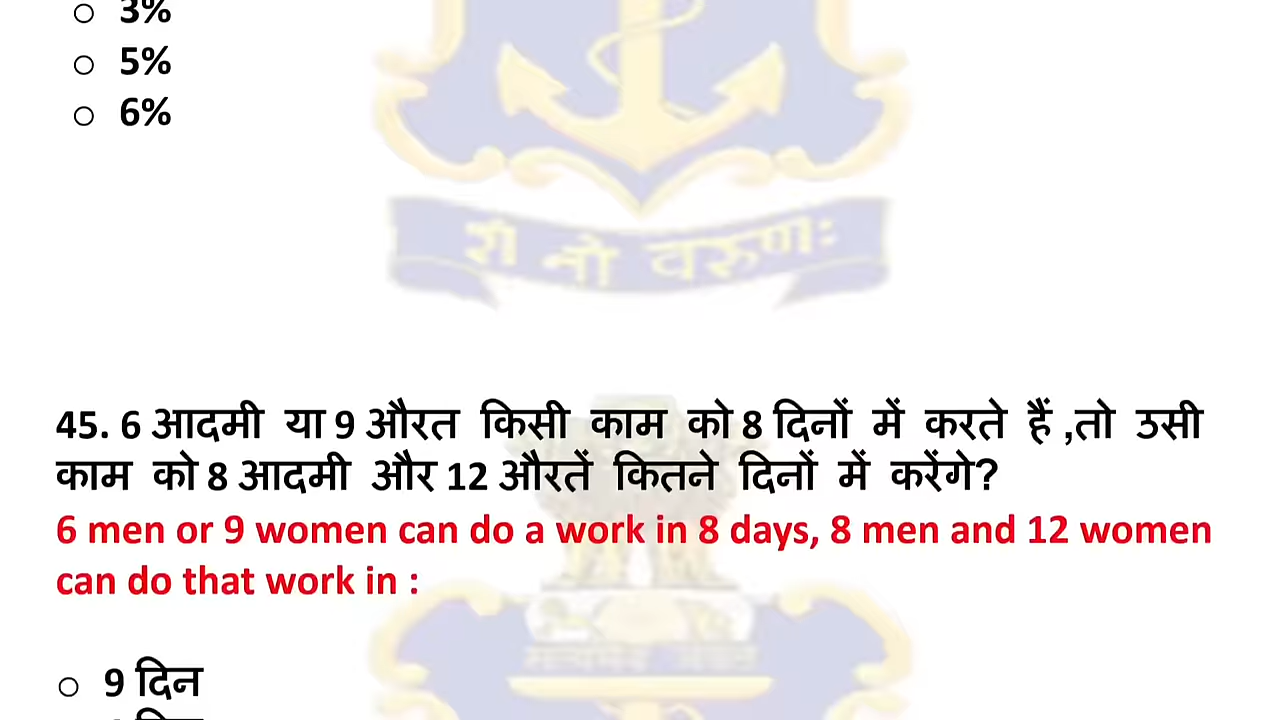 ○ 3%
○ 5%
○ 6%
शं नो वरुणः
45. 6 आदमी या 9 औरत किसी काम को 8 दिनों में करते हैं ,तो उसी
काम को 8 आदमी और 12 औरतें कितने दिनों में करेंगे?
6 men or 9 women can do a work in 8 days, 8 men and 12 women
can do that work in :
○ 9 दिन